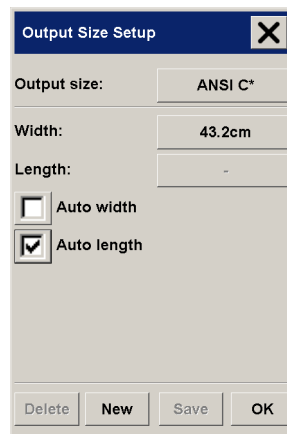 Output Size Setup
Output size: ANSI C*
Width: 43.2cm
Length: -
Auto width
Auto length
Delete New Save OK